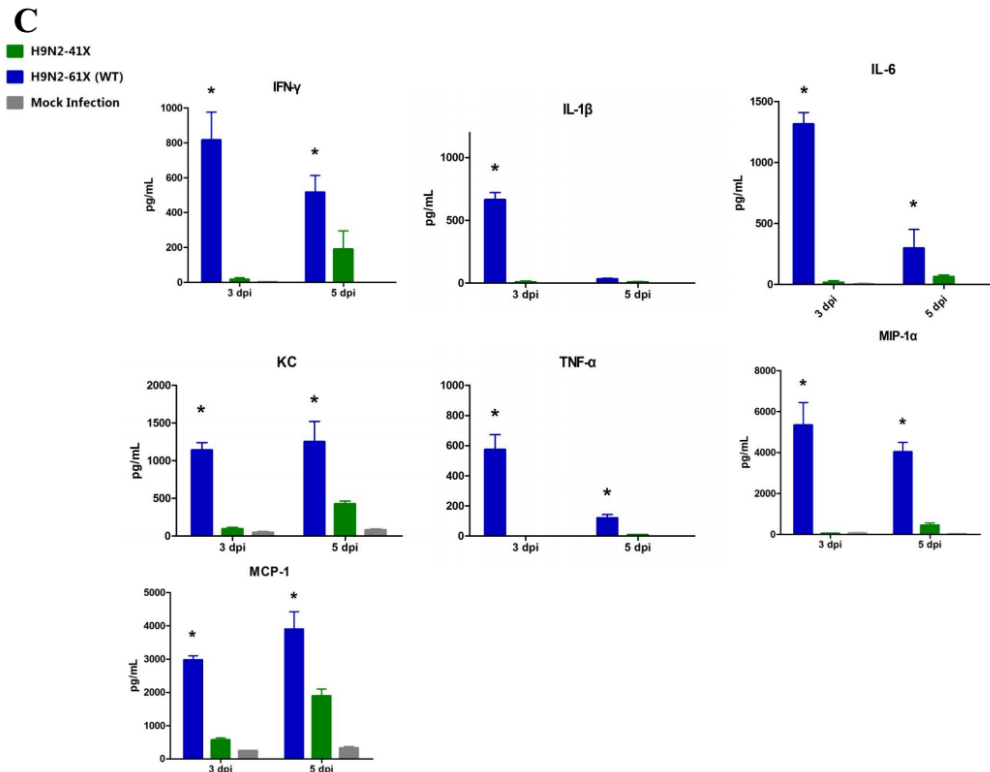 C
H9N2-41X
H9N2-61X (WT)
Mock Infection
IFN-γ
*
*
pg/mL
1000
800
600
400
200
0
3 dpi
5 dpi
IL-1β
*
pg/mL
1000
500
0
3 dpi
5 dpi
IL-6
*
*
pg/mL
1500
1000
500
0
3 dpi
5 dpi
KC
*
*
pg/mL
2000
1500
1000
500
0
3 dpi
5 dpi
TNF-α
*
*
pg/mL
1000
800
600
400
200
0
3 dpi
5 dpi
MIP-1α
*
*
pg/mL
8000
6000
4000
2000
0
3 dpi
5 dpi
MCP-1
*
*
pg/mL
5000
4000
3000
2000
1000
0
3 dpi
5 dpi